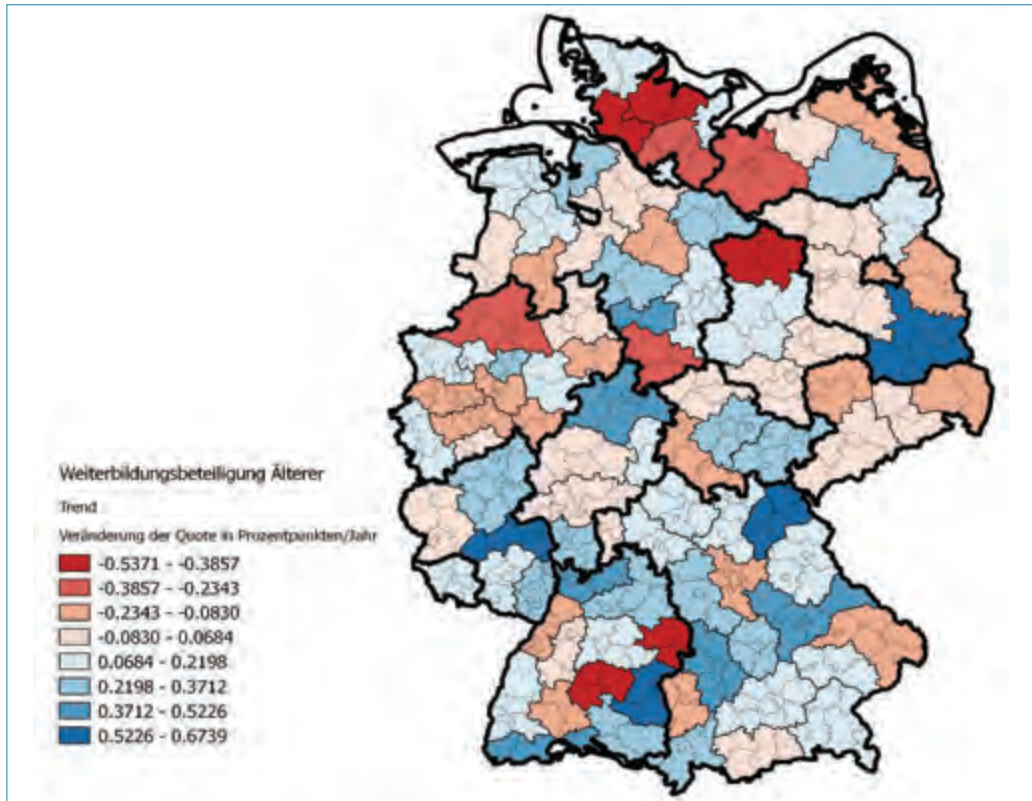 Weiterbildungsbeteiligung Älterer
Trend
Veränderung der Quote in Prozentpunkten/Jahr
-0.5371 - -0.3857
-0.3857 - -0.2343
-0.2343 - -0.0830
-0.0830 - 0.0684
0.0684 - 0.2198
0.2198 - 0.3712
0.3712 - 0.5226
0.5226 - 0.6739